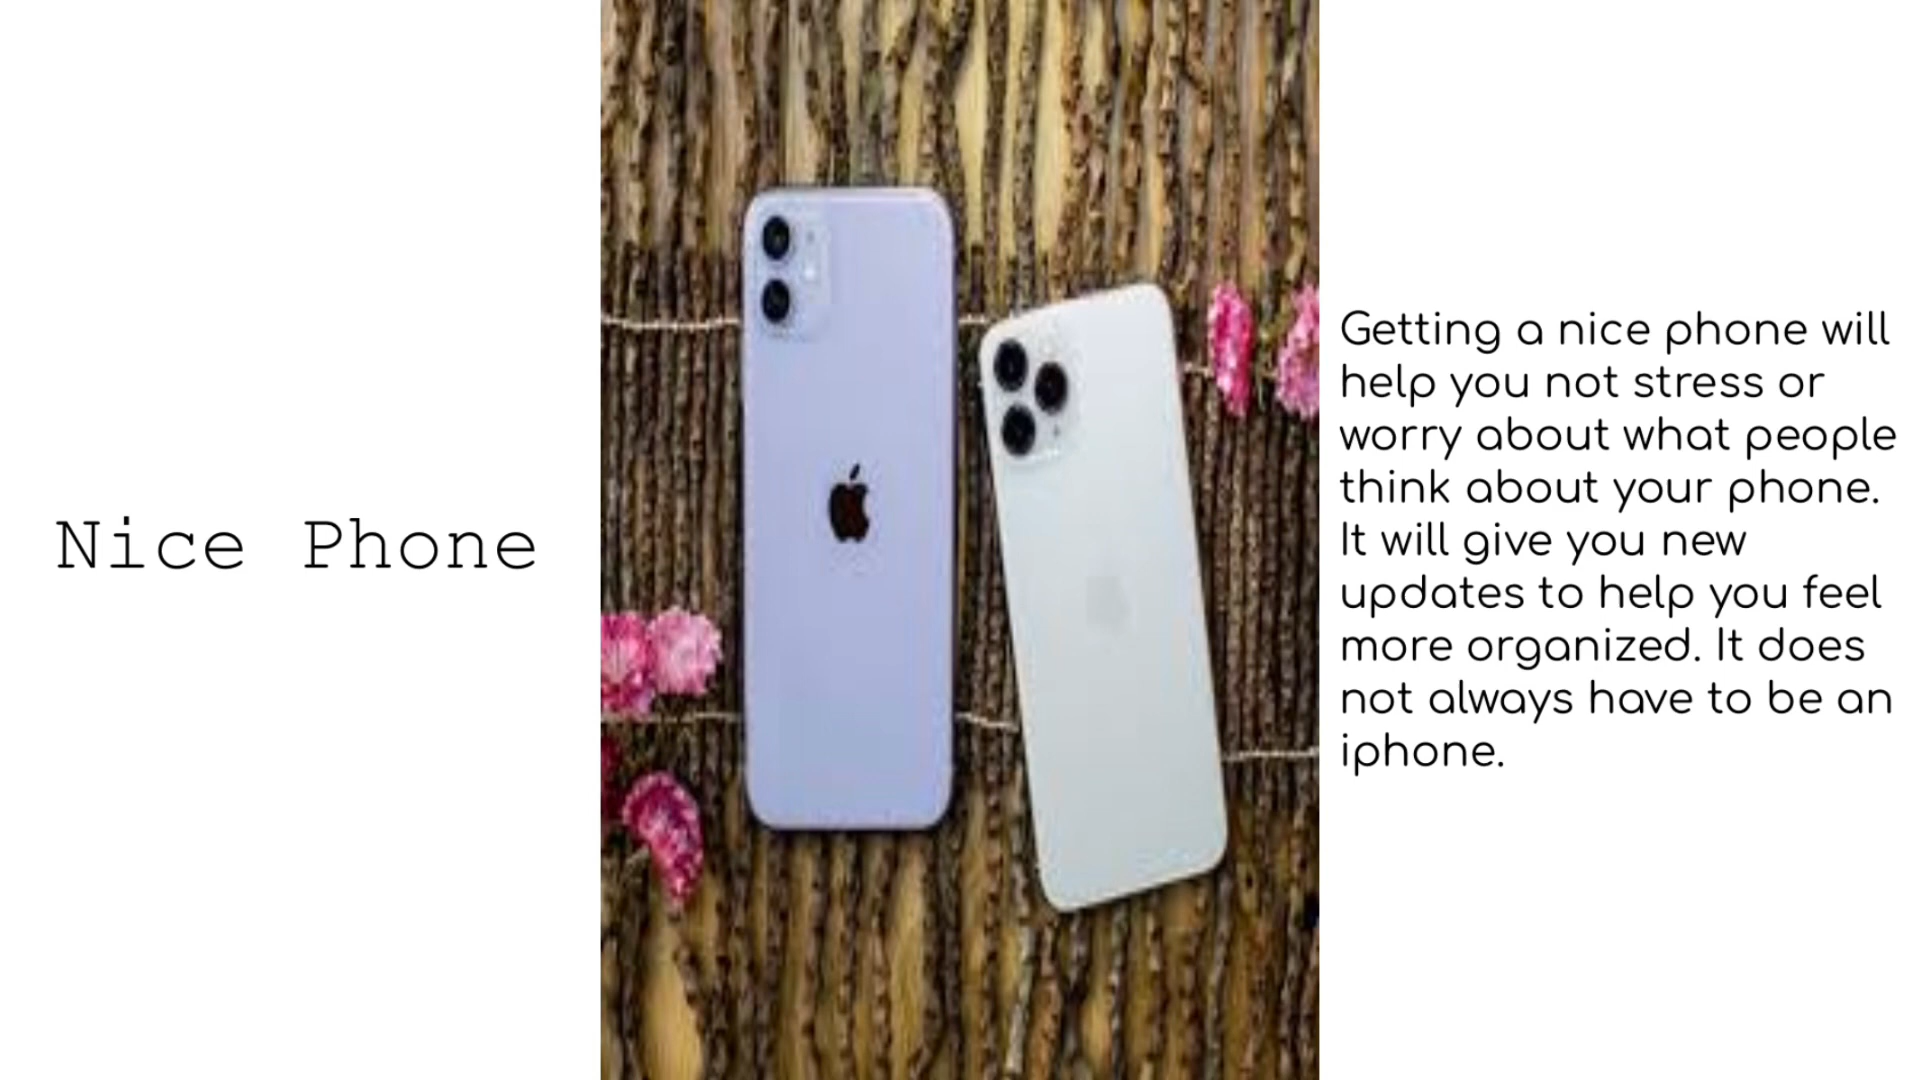 Nice Phone
Getting a nice phone will
help you not stress or
worry about what people
think about your phone.
It will give you new
updates to help you feel
more organized. It does
not always have to be an
iphone.